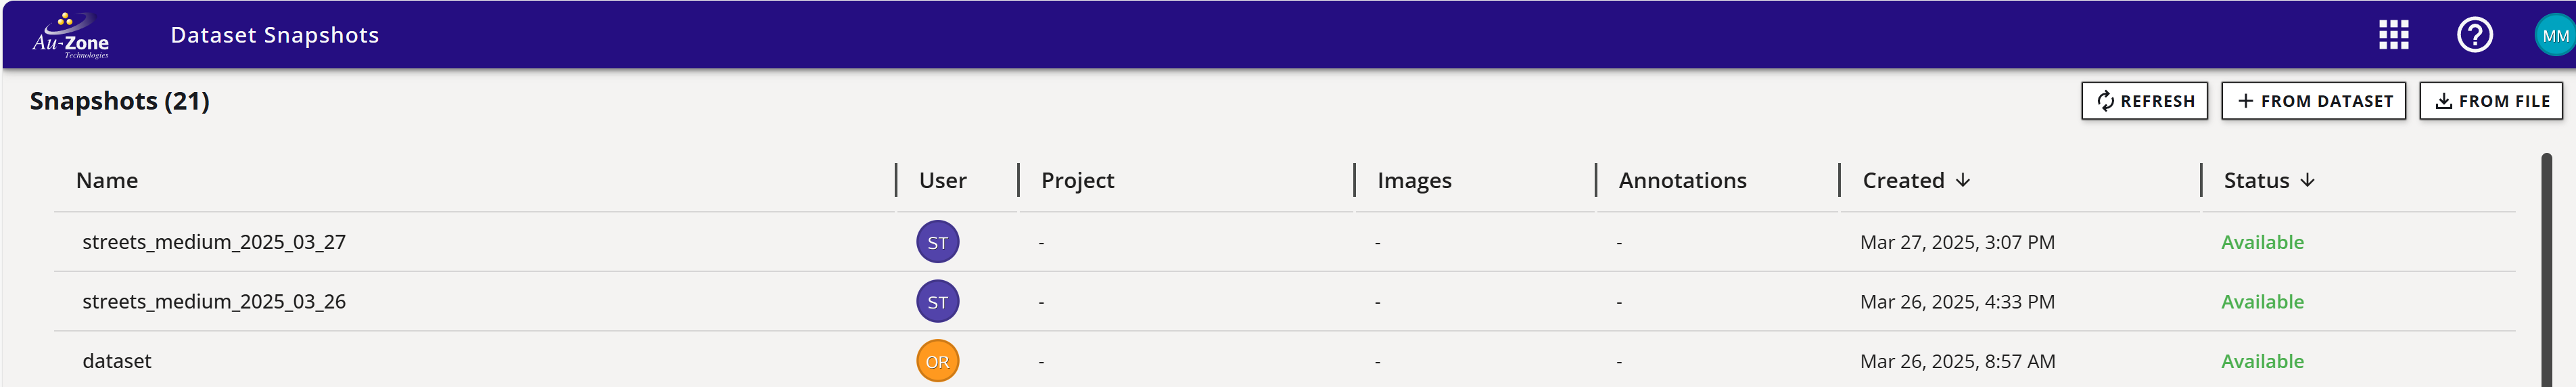 Au-Zone
Technologies
Dataset Snapshots
MM
Snapshots (21)
REFRESH
FROM DATASET
FROM FILE
Name User Project Images Annotations Created Status
streets_medium_2025_03_27 ST - - - Mar 27, 2025, 3:07 PM Available
streets_medium_2025_03_26 ST - - - Mar 26, 2025, 4:33 PM Available
dataset OR - - - Mar 26, 2025, 8:57 AM Available